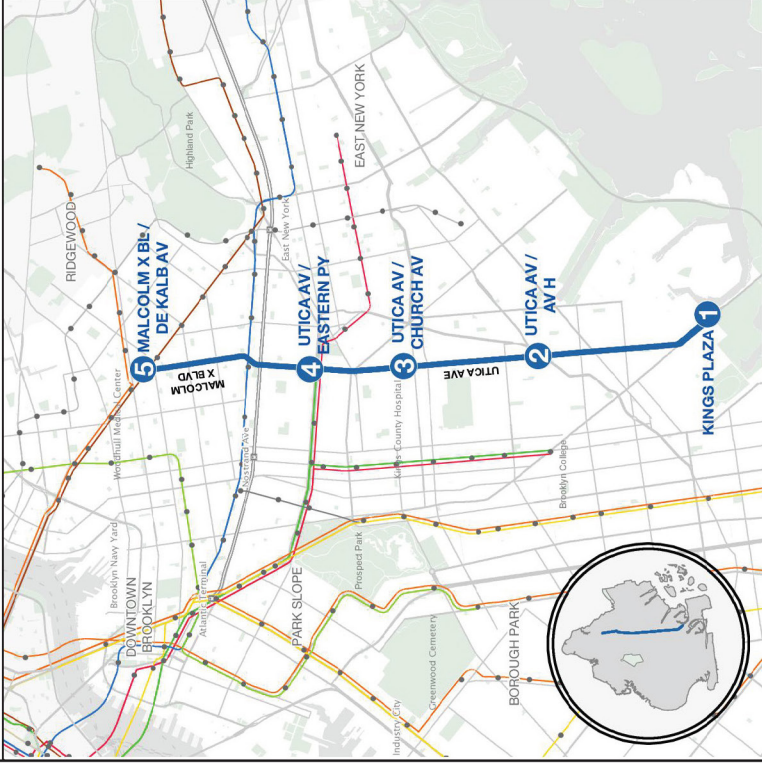 RIDGEWOOD
Highland Park
EAST NEW YORK
East New York
5
MALCOLM X BL /
DE KALB AV
MALCOLM
X BLVD
4
UTICA AV /
EASTERN PY
3
UTICA AV /
CHURCH AV
UTICA AVE
2
UTICA AV /
AV H
1
KINGS PLAZA
Woodhull Medical Center
Nostrand Ave
Kings County Hospital
Brooklyn College
Brooklyn Navy Yard
DOWNTOWN
BROOKLYN
Atlantic Terminal
PARK SLOPE
Prospect Park
Greenwood Cemetery
BOROUGH PARK
Industry City